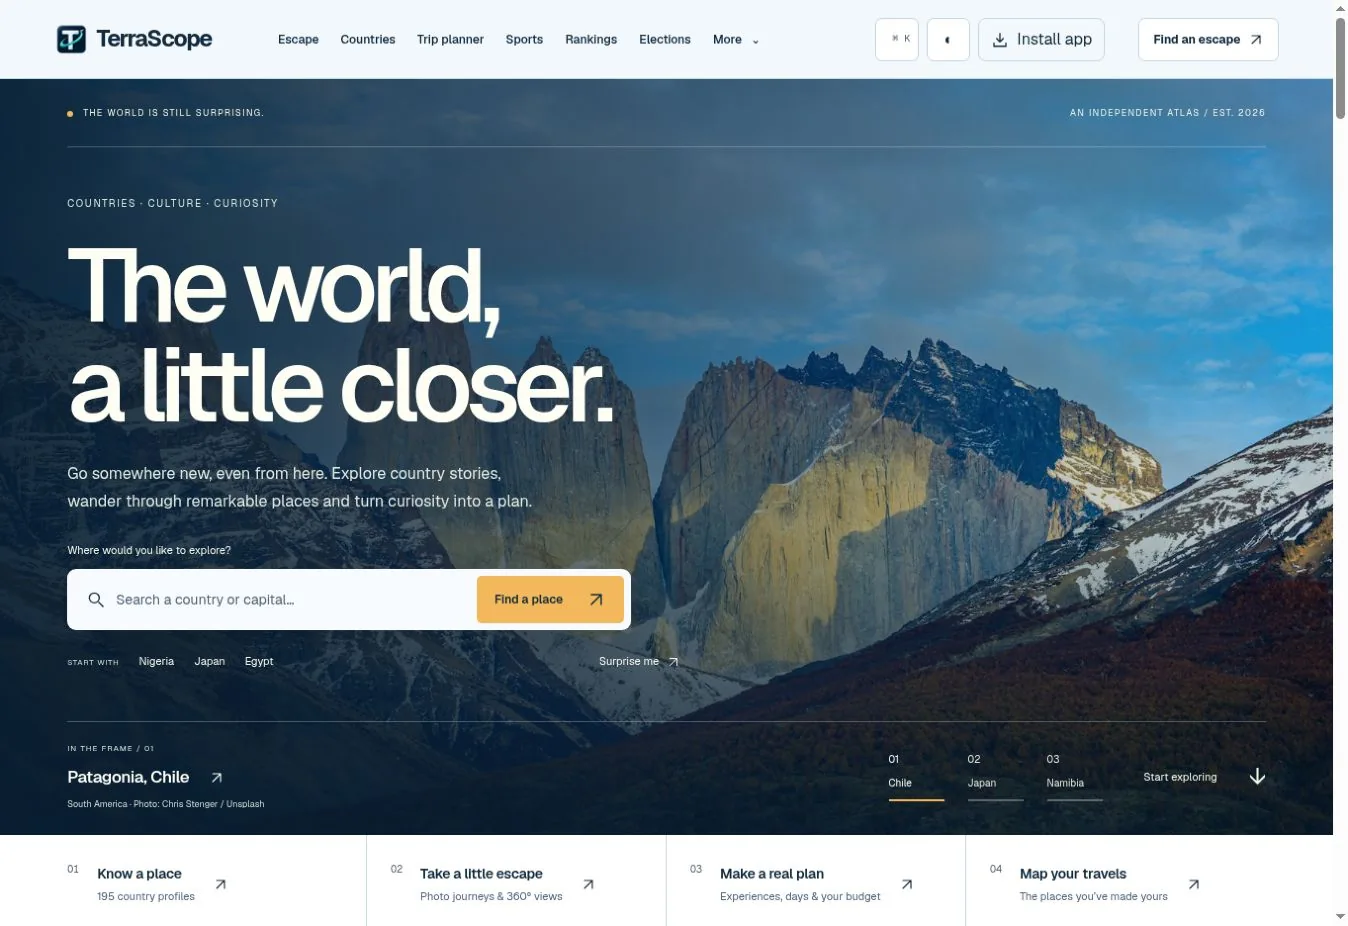 TerraScope
Escape
Countries
Trip planner
Sports
Rankings
Elections
More
⌘ K
Install app
Find an escape
THE WORLD IS STILL SURPRISING.
AN INDEPENDENT ATLAS / EST. 2026
COUNTRIES · CULTURE · CURIOSITY
The world,
a little closer.
Go somewhere new, even from here. Explore country stories,
wander through remarkable places and turn curiosity into a plan.
Where would you like to explore?
Search a country or capital...
Find a place
START WITH
Nigeria
Japan
Egypt
Surprise me
IN THE FRAME / 01
Patagonia, Chile
South America · Photo: Chris Stenger / Unsplash
01
Chile
02
Japan
03
Namibia
Start exploring
01
Know a place
195 country profiles
02
Take a little escape
Photo journeys & 360° views
03
Make a real plan
Experiences, days & your budget
04
Map your travels
The places you've made yours